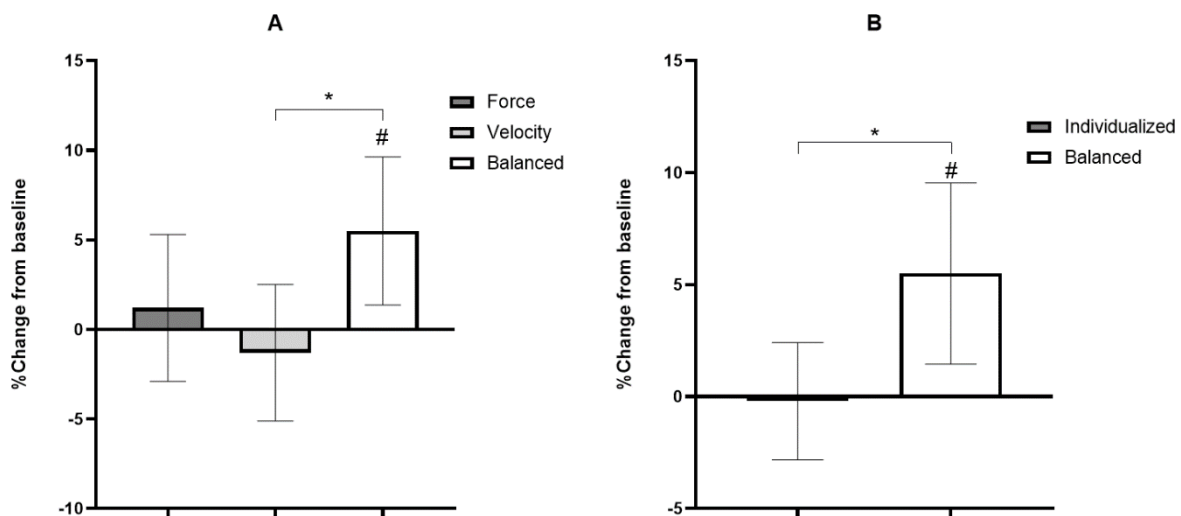 A
%Change from baseline
15
10
5
0
-5
-10
*
#
Force
Velocity
Balanced
B
%Change from baseline
15
10
5
0
-5
*
#
Individualized
Balanced